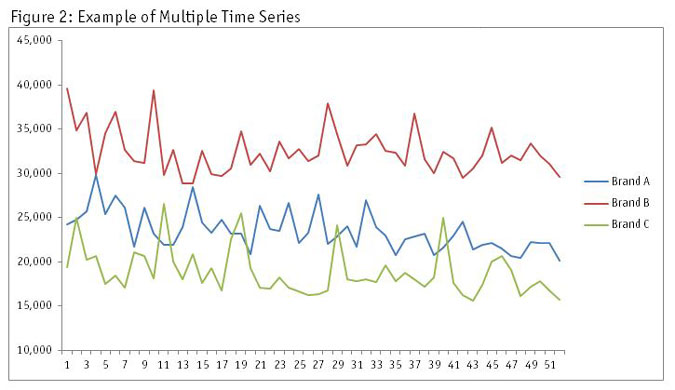 Figure 2: Example of Multiple Time Series
45,000
40,000
35,000
30,000
25,000
20,000
15,000
10,000
1 3 5 7 9 11 13 15 17 19 21 23 25 27 29 31 33 35 37 39 41 43 45 47 49 51
Brand A
Brand B
Brand C